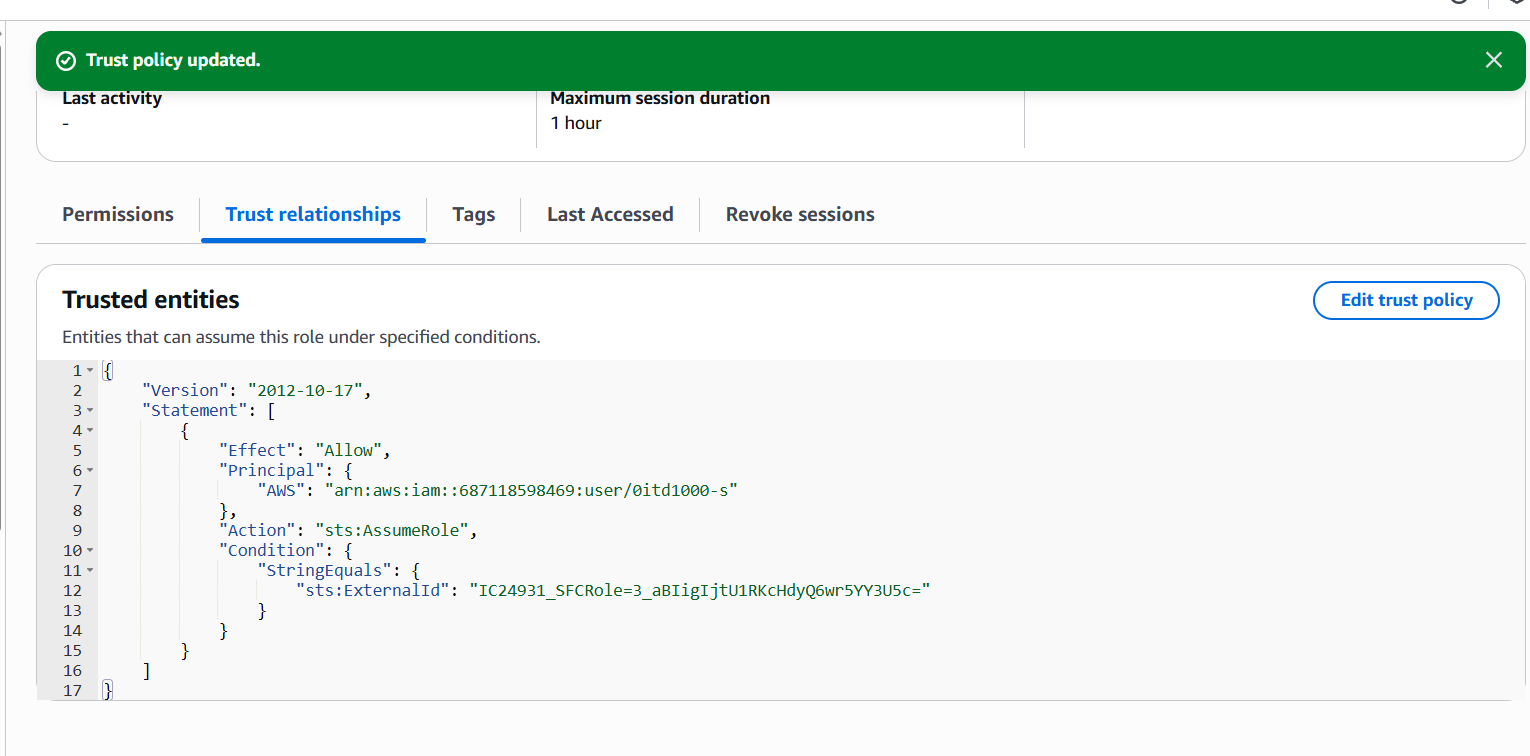 Trust policy updated.
Last activity
Maximum session duration
-
1 hour
Permissions
Trust relationships
Tags
Last Accessed
Revoke sessions
Trusted entities
Edit trust policy
Entities that can assume this role under specified conditions.
1 {
2 "Version": "2012-10-17",
3 "Statement": [
4 {
5 "Effect": "Allow",
6 "Principal": {
7 "AWS": "arn:aws:iam::687118598469:user/0itd1000-s"
8 },
9 "Action": "sts:AssumeRole",
10 "Condition": {
11 "StringEquals": {
12 "sts:ExternalId": "IC24931_SFCRole=3_aBIigIjtU1RKcHdyQ6wr5YY3U5c="
13 }
14 }
15 }
16 ]
17 }